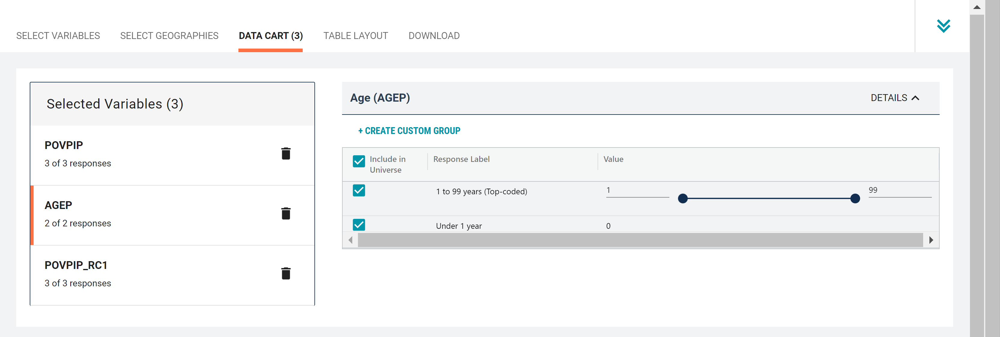 SELECT VARIABLES SELECT GEOGRAPHIES DATA CART (3) TABLE LAYOUT DOWNLOAD
Selected Variables (3)
POVPIP
3 of 3 responses
AGEP
2 of 2 responses
POVPIP_RC1
3 of 3 responses
Age (AGEP) DETAILS
+ CREATE CUSTOM GROUP
Include in Universe Response Label Value
1 to 99 years (Top-coded) 1 99
Under 1 year 0